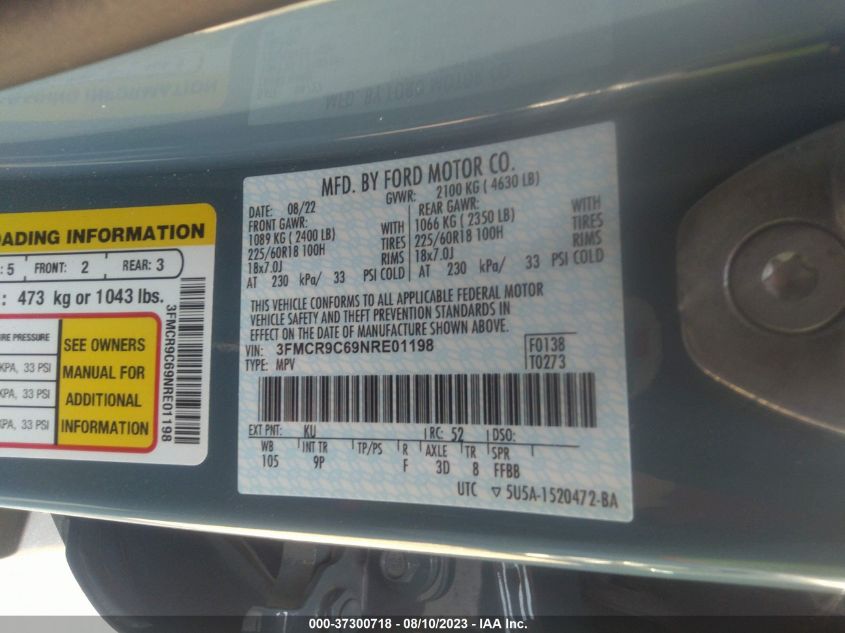 OADING INFORMATION
: 5 FRONT: 2 REAR: 3
: 473 kg or 1043 lbs.
IRE PRESSURE
KPA, 33 PSI
KPA, 33 PSI
KPA, 33 PSI
SEE OWNERS
MANUAL FOR
ADDITIONAL
INFORMATION
3FMCR9C69NRE01198
MFD. BY FORD MOTOR CO.
DATE: 08/22 GVWR: 2100 KG ( 4630 LB)
FRONT GAWR: REAR GAWR:
1089 KG ( 2400 LB) WITH 1066 KG ( 2350 LB) WITH
225/60R18 100H TIRES 225/60R18 100H TIRES
18x7.0J RIMS 18x7.0J RIMS
AT 230 kPa/ 33 PSI COLD AT 230 kPa/ 33 PSI COLD
THIS VEHICLE CONFORMS TO ALL APPLICABLE FEDERAL MOTOR
VEHICLE SAFETY AND THEFT PREVENTION STANDARDS IN
EFFECT ON THE DATE OF MANUFACTURE SHOWN ABOVE.
VIN: 3FMCR9C69NRE01198 F0138
TYPE: MPV T0273
EXT PNT: KU RC: 52 DSO:
WB INT TR TP/PS R AXLE TR SPR
105 9P F 3D 8 FFBB
UTC ▽ 5U5A-1520472-BA
000-37300718 - 08/10/2023 - IAA Inc.